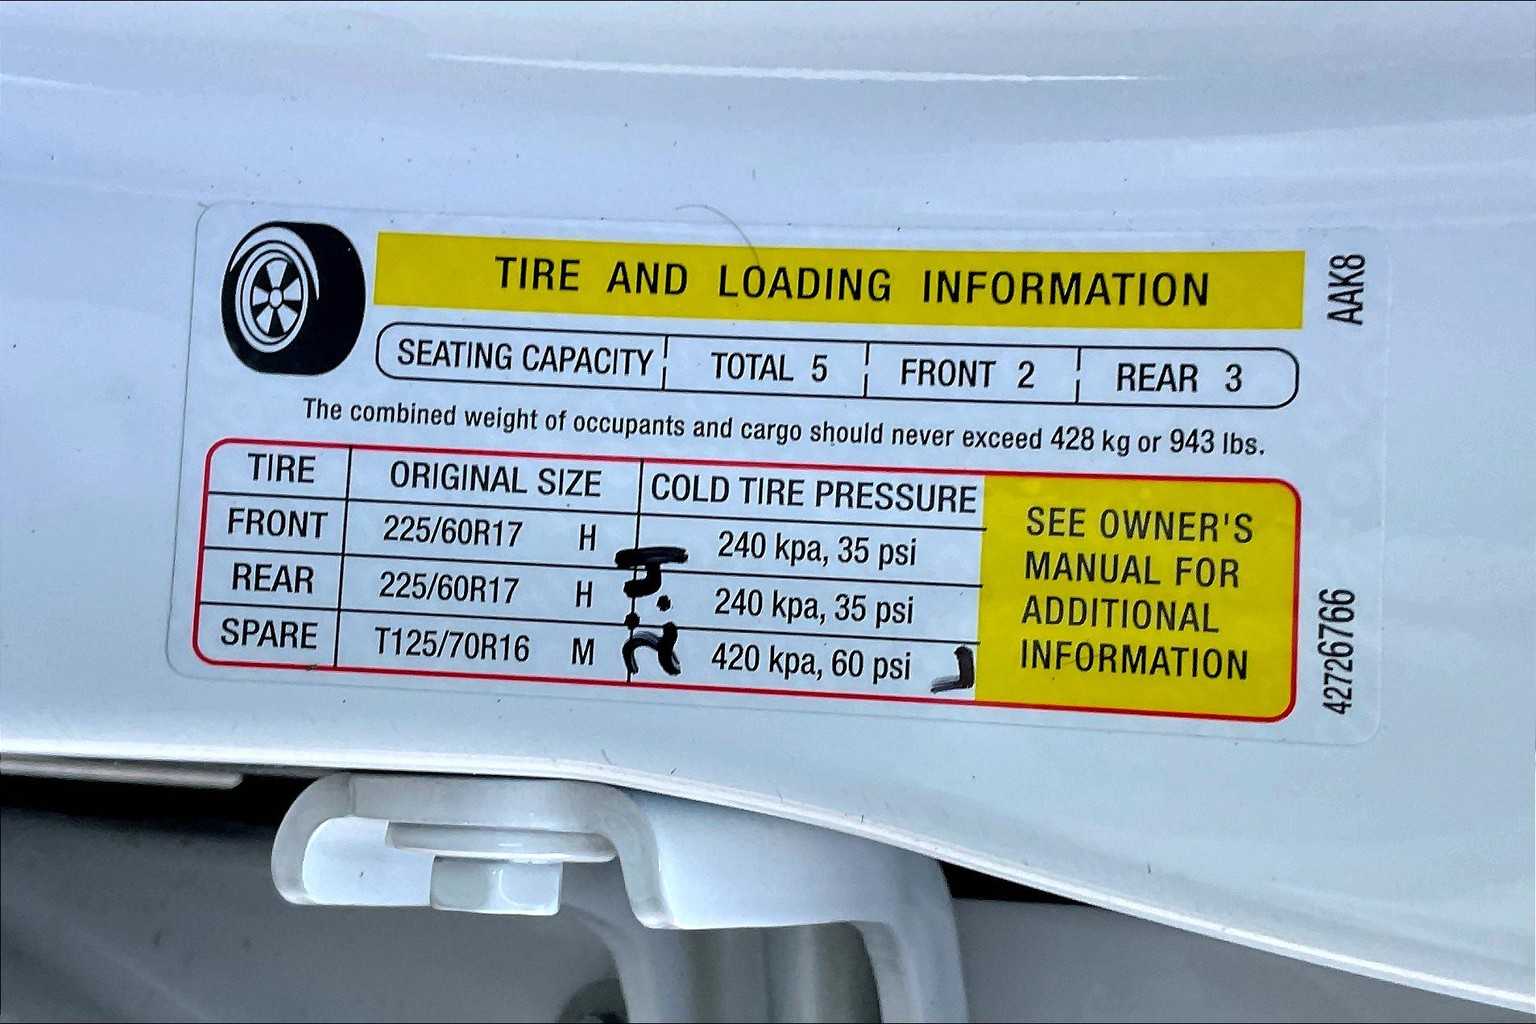 TIRE AND LOADING INFORMATION
SEATING CAPACITY TOTAL 5 FRONT 2 REAR 3
The combined weight of occupants and cargo should never exceed 428 kg or 943 lbs.
TIRE ORIGINAL SIZE COLD TIRE PRESSURE
FRONT 225/60R17 H 240 kpa, 35 psi
REAR 225/60R17 H 240 kpa, 35 psi
SPARE T125/70R16 M 420 kpa, 60 psi
SEE OWNER'S
MANUAL FOR
ADDITIONAL
INFORMATION
AAK8
42726766